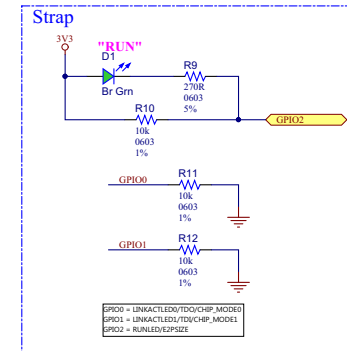 Strap
3V3
"RUN"
D1
Br Grn
R9
270R
0603
5%
R10
10k
0603
1%
GPIO2
GPIO0
R11
10k
0603
1%
GPIO1
R12
10k
0603
1%
GPIO0 = LINKACTLED0/TDO/CHIP_MODE0
GPIO1 = LINKACTLED1/TDI/CHIP_MODE1
GPIO2 = RUNLED/E2PSIZE